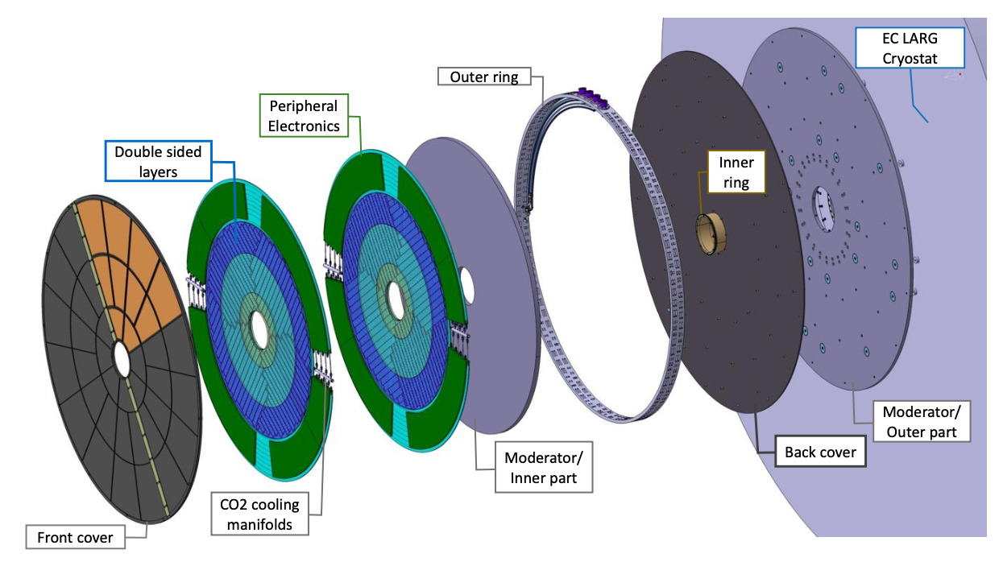 EC LARG
Cryostat
Outer ring
Peripheral
Electronics
Double sided
layers
Inner
ring
Moderator/
Outer part
Back cover
Moderator/
Inner part
CO2 cooling
manifolds
Front cover